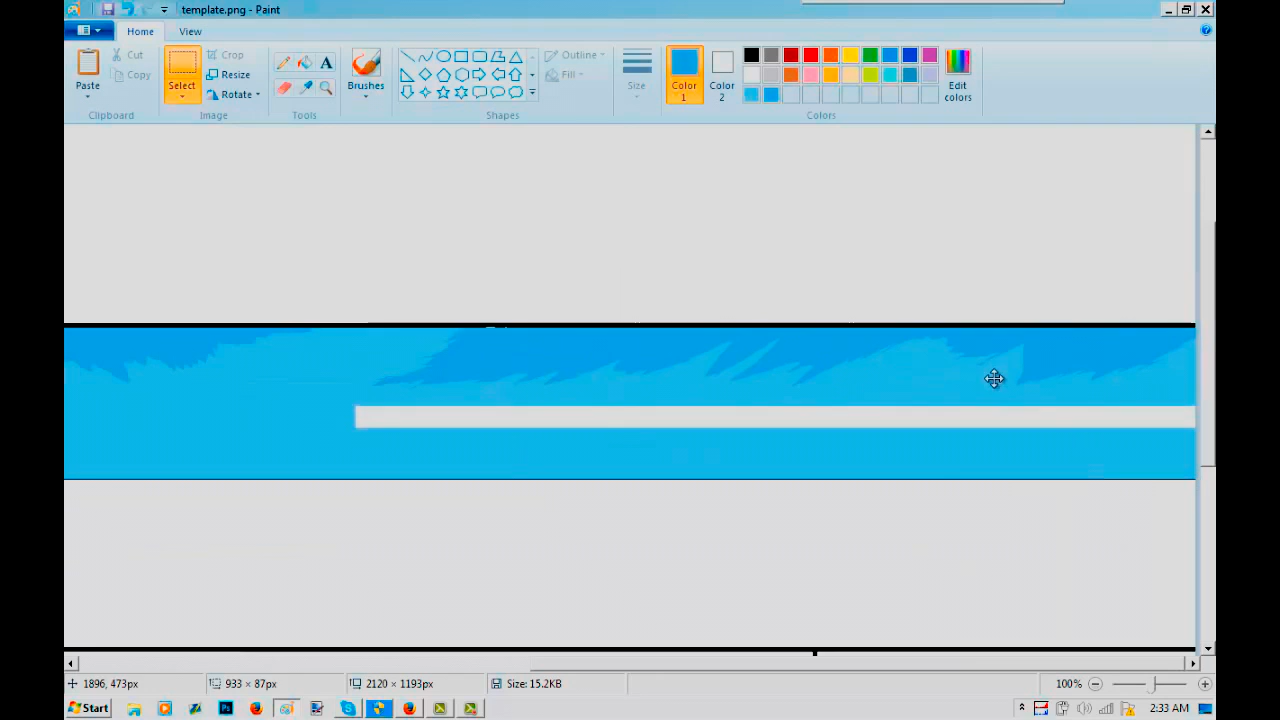 template.png - Paint
Home View
Paste Cut Copy Clipboard
Select Crop Resize Rotate Image
Tools
Brushes
Outline Fill Shapes
Size
Color 1 Color 2 Edit colors Colors
1896, 473px 933 × 87px 2120 × 1193px Size: 15.2KB 100%
Start 2:33 AM